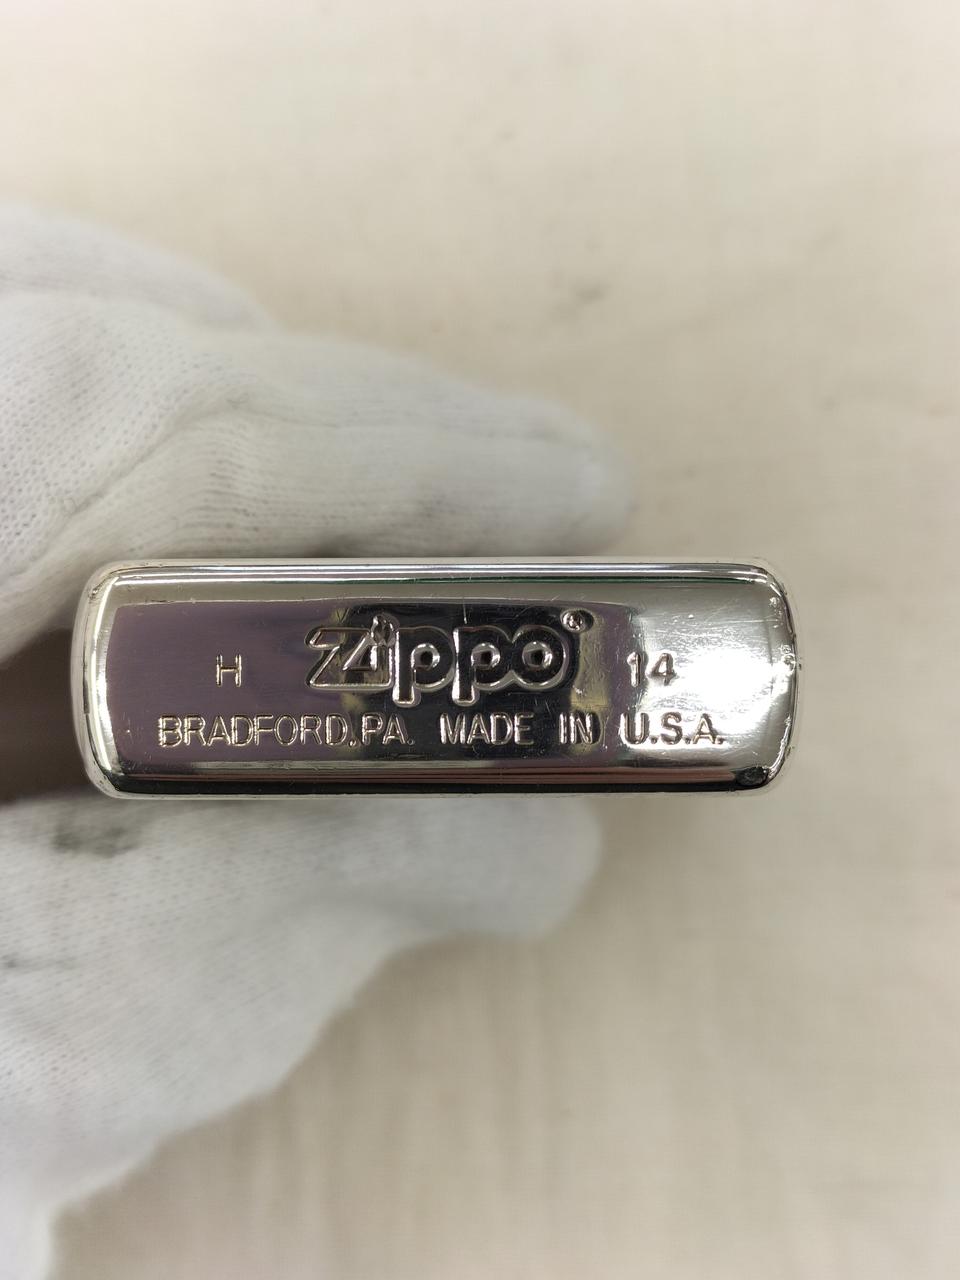 H Zippo® 14
BRADFORD,PA. MADE IN U.S.A.